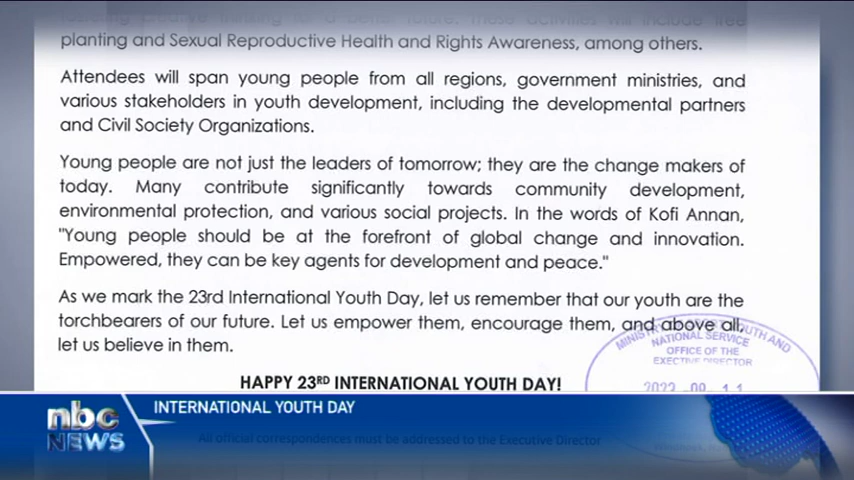 planting and Sexual Reproductive Health and Rights Awareness, among others.
Attendees will span young people from all regions, government ministries, and
various stakeholders in youth development, including the developmental partners
and Civil Society Organizations.
Young people are not just the leaders of tomorrow; they are the change makers of
today. Many contribute significantly towards community development,
environmental protection, and various social projects. In the words of Kofi Annan,
"Young people should be at the forefront of global change and innovation.
Empowered, they can be key agents for development and peace."
As we mark the 23rd International Youth Day, let us remember that our youth are the
torchbearers of our future. Let us empower them, encourage them, and above all,
let us believe in them.
MINISTRY OF SPORT, YOUTH AND
NATIONAL SERVICE
OFFICE OF THE
EXECTIVE DIRECTOR
HAPPY 23RD INTERNATIONAL YOUTH DAY!
nbc
NEWS
INTERNATIONAL YOUTH DAY
All official correspondences must be addressed to the Executive Director